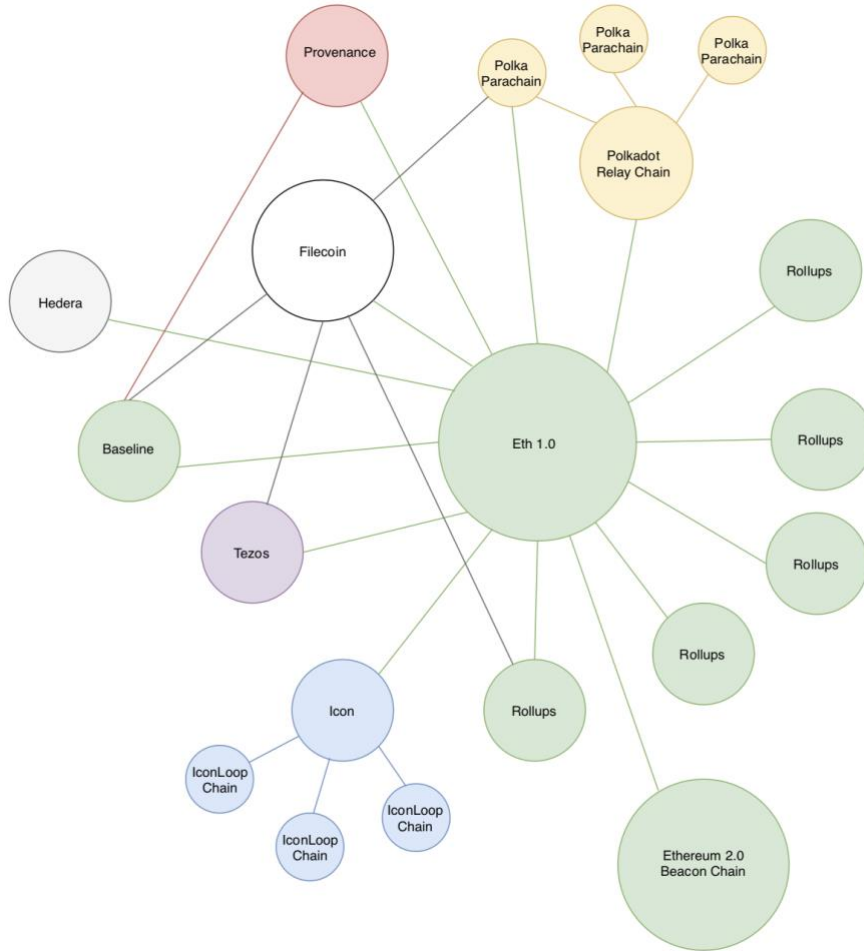 Provenance
Polka
Parachain
Polka
Parachain
Polka
Parachain
Polkadot
Relay Chain
Filecoin
Hedera
Rollups
Baseline
Eth 1.0
Rollups
Tezos
Rollups
Rollups
Icon
Rollups
IconLoop
Chain
IconLoop
Chain
IconLoop
Chain
Ethereum 2.0
Beacon Chain